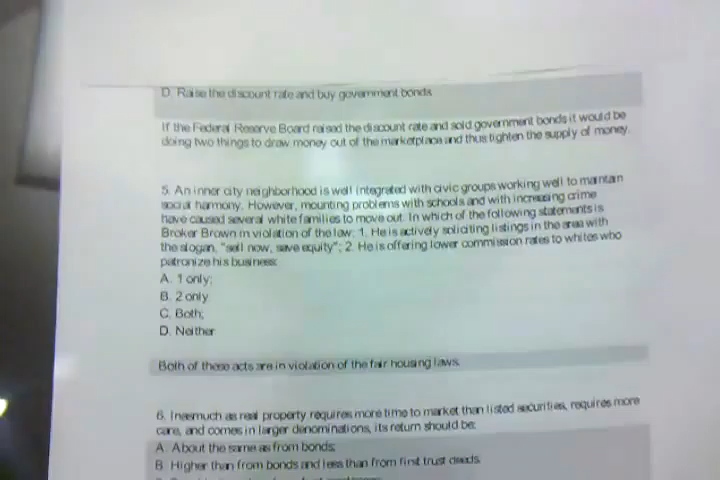 D. Raise the discount rate and buy government bonds
If the Federal Reserve Board raised the discount rate and sold government bonds it would be
doing two things to draw money out of the marketplace and thus tighten the supply of money.
5. An inner city neighborhood is well integrated with civic groups working well to maintain
social harmony. However, mounting problems with schools and with increasing crime
have caused several white families to move out. In which of the following statements is
Broker Brown in violation of the law: 1. He is actively soliciting listings in the area with
the slogan, "sell now, save equity"; 2. He is offering lower commission rates to whites who
patronize his business:
A. 1 only;
B. 2 only
C. Both;
D. Neither
Both of these acts are in violation of the fair housing laws.
6. Inasmuch as real property requires more time to market than listed securities, requires more
care, and comes in larger denominations, its return should be:
A. About the same as from bonds;
B. Higher than from bonds and less than from first trust deeds.